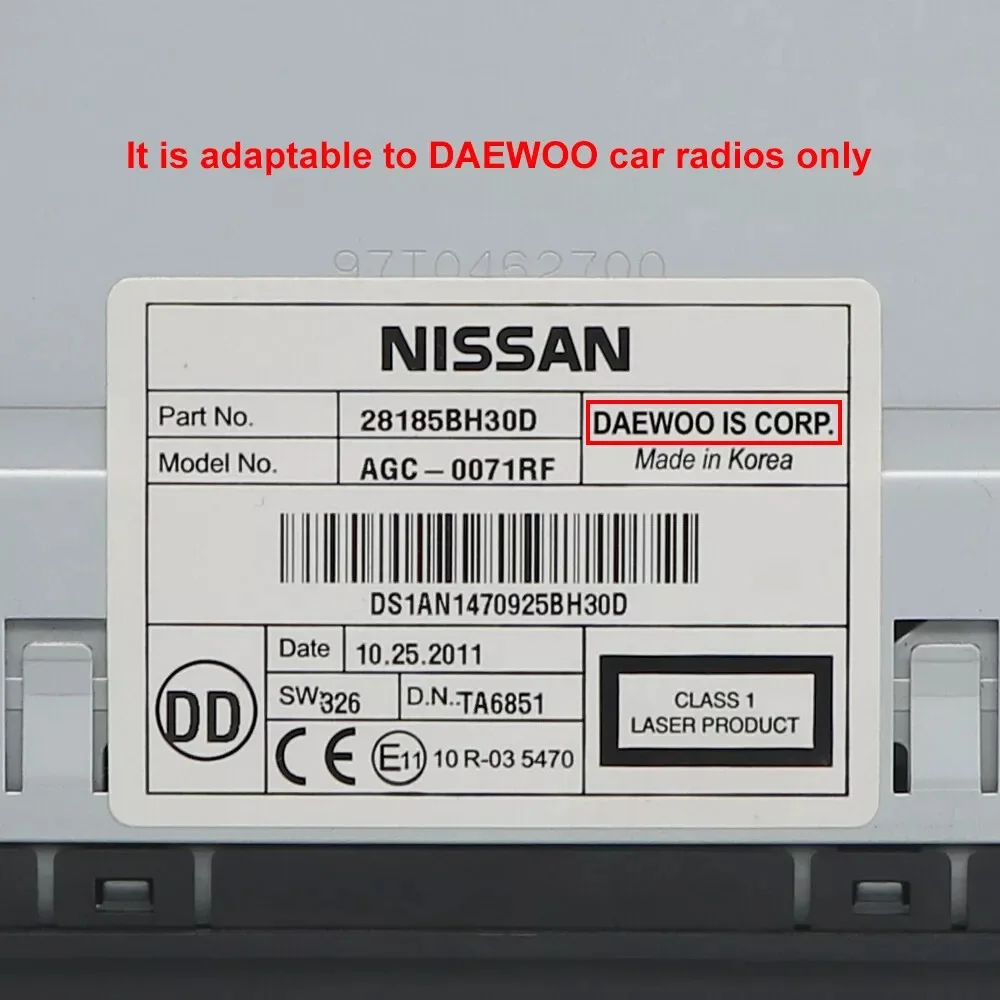 It is adaptable to DAEWOO car radios only
97T0462700
NISSAN
Part No. 28185BH30D DAEWOO IS CORP.
Model No. AGC-0071RF Made in Korea
DS1AN1470925BH30D
Date 10.25.2011
SW: 326 D.N.: TA6851
DD
CE E11 10 R-03 5470
CLASS 1
LASER PRODUCT